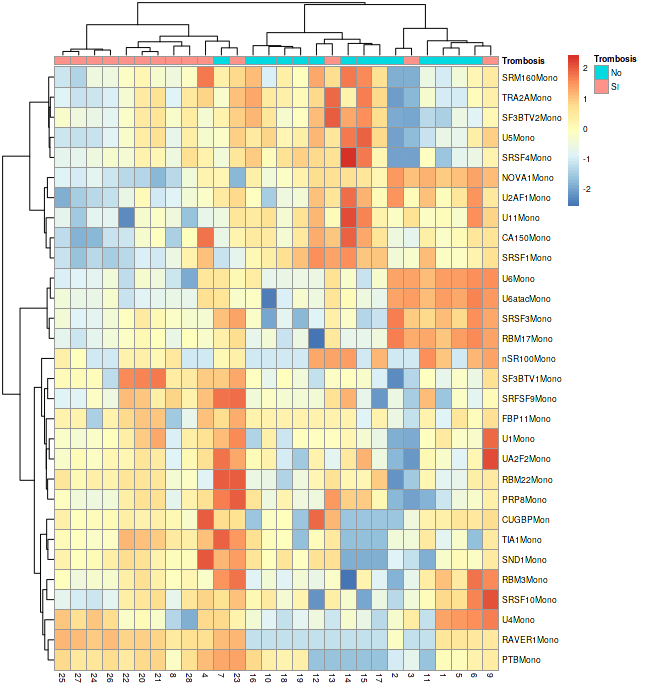 Trombosis
SRM160Mono
TRA2AMono
SF3BTV2Mono
U5Mono
SRSF4Mono
NOVA1Mono
U2AF1Mono
U11Mono
CA150Mono
SRSF1Mono
U6Mono
U6atacMono
SRSF3Mono
RBM17Mono
nSR100Mono
SF3BTV1Mono
SRFSF9Mono
FBP11Mono
U1Mono
UA2F2Mono
RBM22Mono
PRP8Mono
CUGBPMon
TIA1Mono
SND1Mono
RBM3Mono
SRSF10Mono
U4Mono
RAVER1Mono
PTBMono
25 27 24 26 22 20 21 8 28 4 7 23 16 10 18 19 12 13 14 15 17 2 3 11 1 5 6 9
2
1
0
-1
-2
Trombosis
No
SI